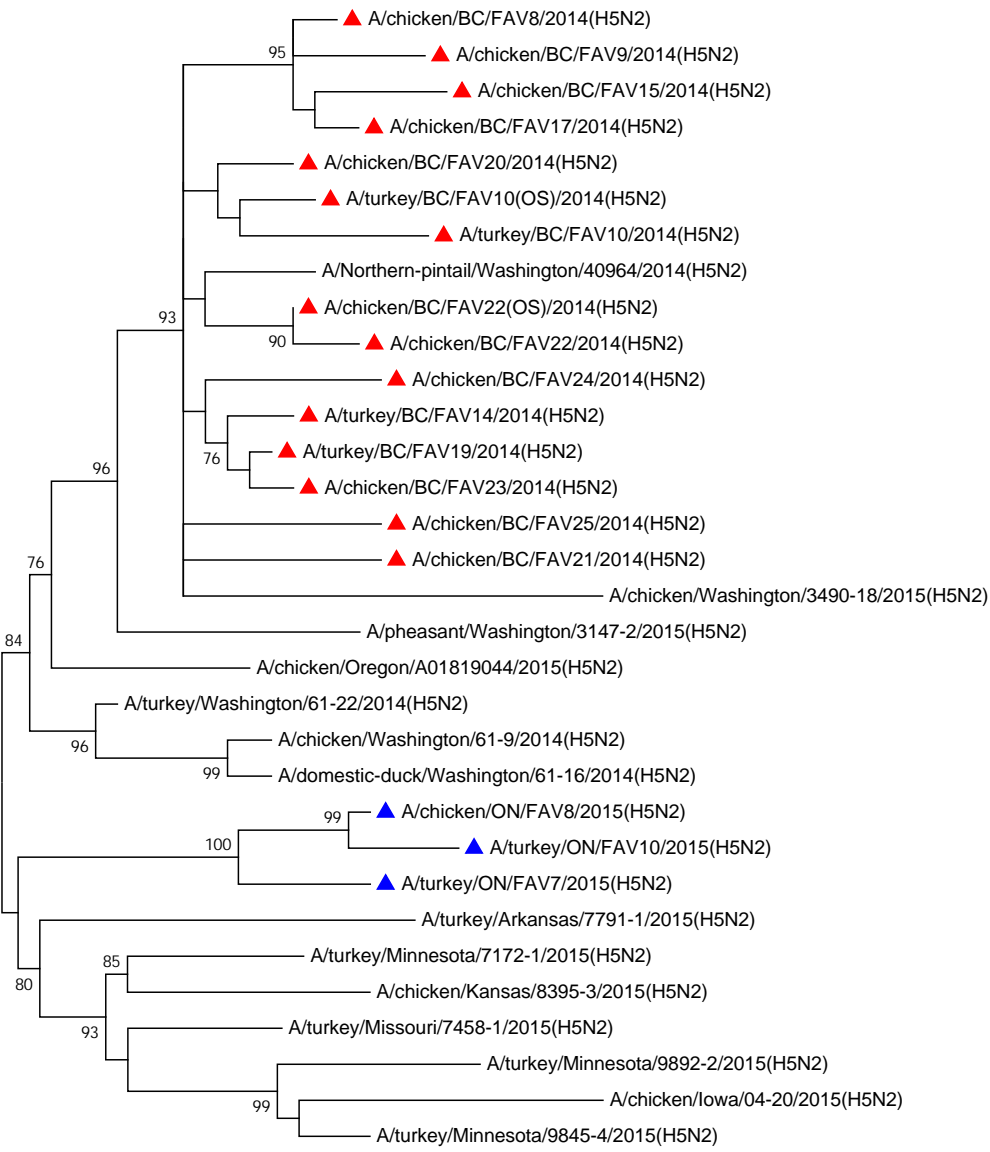 A/chicken/BC/FAV8/2014(H5N2)
95
A/chicken/BC/FAV9/2014(H5N2)
A/chicken/BC/FAV15/2014(H5N2)
A/chicken/BC/FAV17/2014(H5N2)
A/chicken/BC/FAV20/2014(H5N2)
A/turkey/BC/FAV10(OS)/2014(H5N2)
A/turkey/BC/FAV10/2014(H5N2)
A/Northern-pintail/Washington/40964/2014(H5N2)
A/chicken/BC/FAV22(OS)/2014(H5N2)
93
90
A/chicken/BC/FAV22/2014(H5N2)
A/chicken/BC/FAV24/2014(H5N2)
A/turkey/BC/FAV14/2014(H5N2)
A/turkey/BC/FAV19/2014(H5N2)
76
96
A/chicken/BC/FAV23/2014(H5N2)
A/chicken/BC/FAV25/2014(H5N2)
A/chicken/BC/FAV21/2014(H5N2)
76
A/chicken/Washington/3490-18/2015(H5N2)
A/pheasant/Washington/3147-2/2015(H5N2)
84
A/chicken/Oregon/A01819044/2015(H5N2)
A/turkey/Washington/61-22/2014(H5N2)
96
A/chicken/Washington/61-9/2014(H5N2)
99
A/domestic-duck/Washington/61-16/2014(H5N2)
A/chicken/ON/FAV8/2015(H5N2)
99
100
A/turkey/ON/FAV10/2015(H5N2)
A/turkey/ON/FAV7/2015(H5N2)
A/turkey/Arkansas/7791-1/2015(H5N2)
A/turkey/Minnesota/7172-1/2015(H5N2)
85
80
A/chicken/Kansas/8395-3/2015(H5N2)
93
A/turkey/Missouri/7458-1/2015(H5N2)
A/turkey/Minnesota/9892-2/2015(H5N2)
99
A/chicken/Iowa/04-20/2015(H5N2)
A/turkey/Minnesota/9845-4/2015(H5N2)